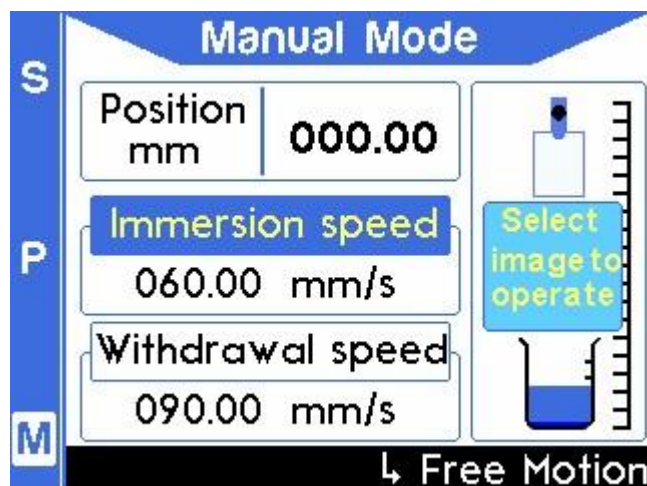 Manual Mode
S
P
M
Position
mm
000.00
Immersion speed
060.00 mm/s
Withdrawal speed
090.00 mm/s
Select
image to
operate
↳ Free Motion